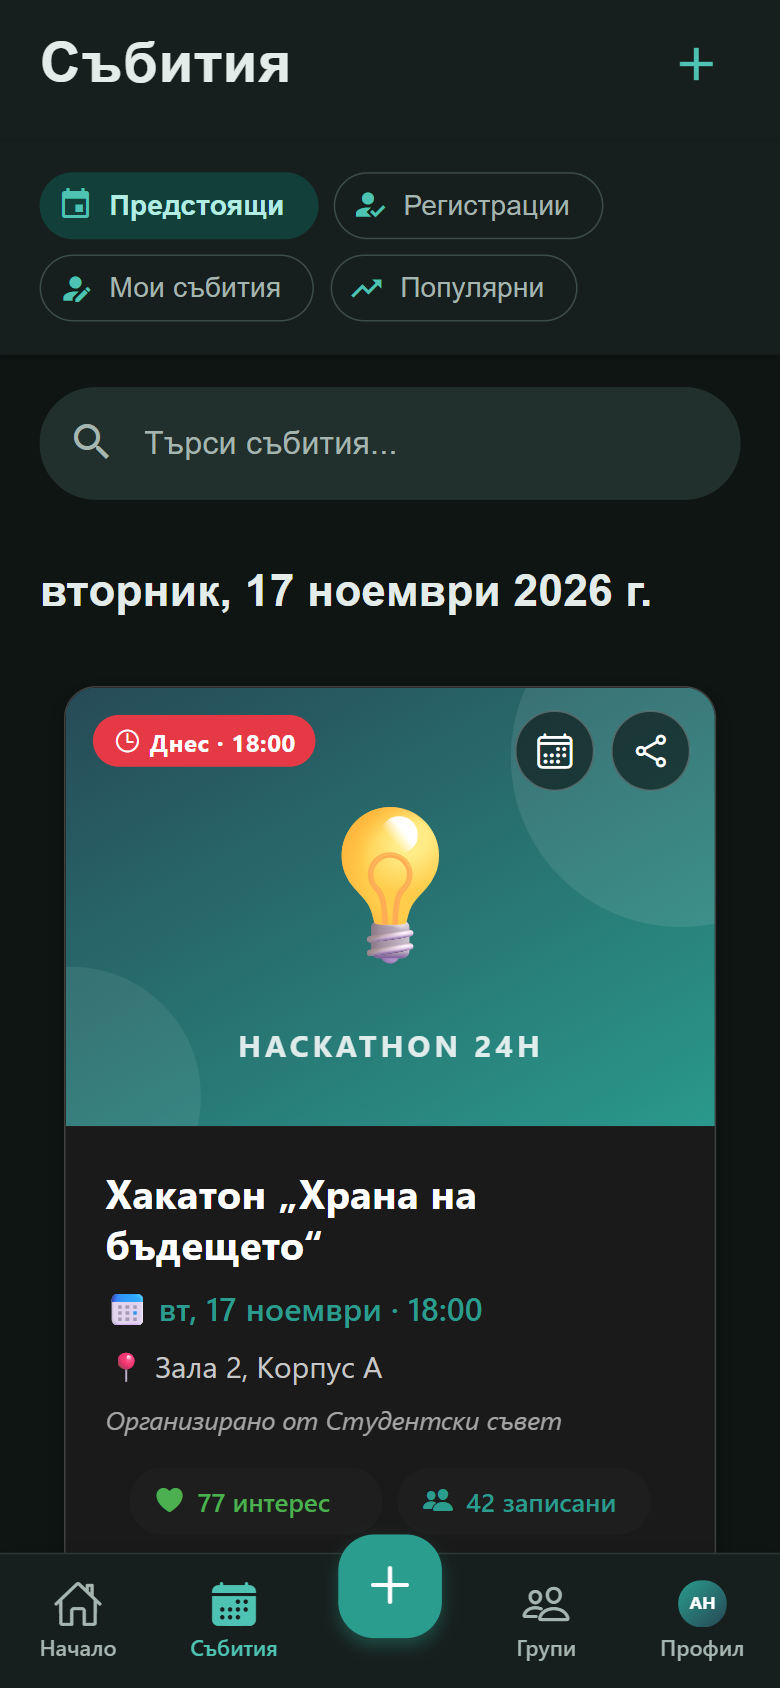 Събития
Предстоящи
Регистрации
Мои събития
Популярни
Търси събития...
вторник, 17 ноември 2026 г.
Днес · 18:00
HACKATHON 24H
Хакатон „Храна на
бъдещето“
вт, 17 ноември · 18:00
Зала 2, Корпус А
Организирано от Студентски съвет
77 интерес
42 записани
Начало
Събития
Групи
АН
Профил